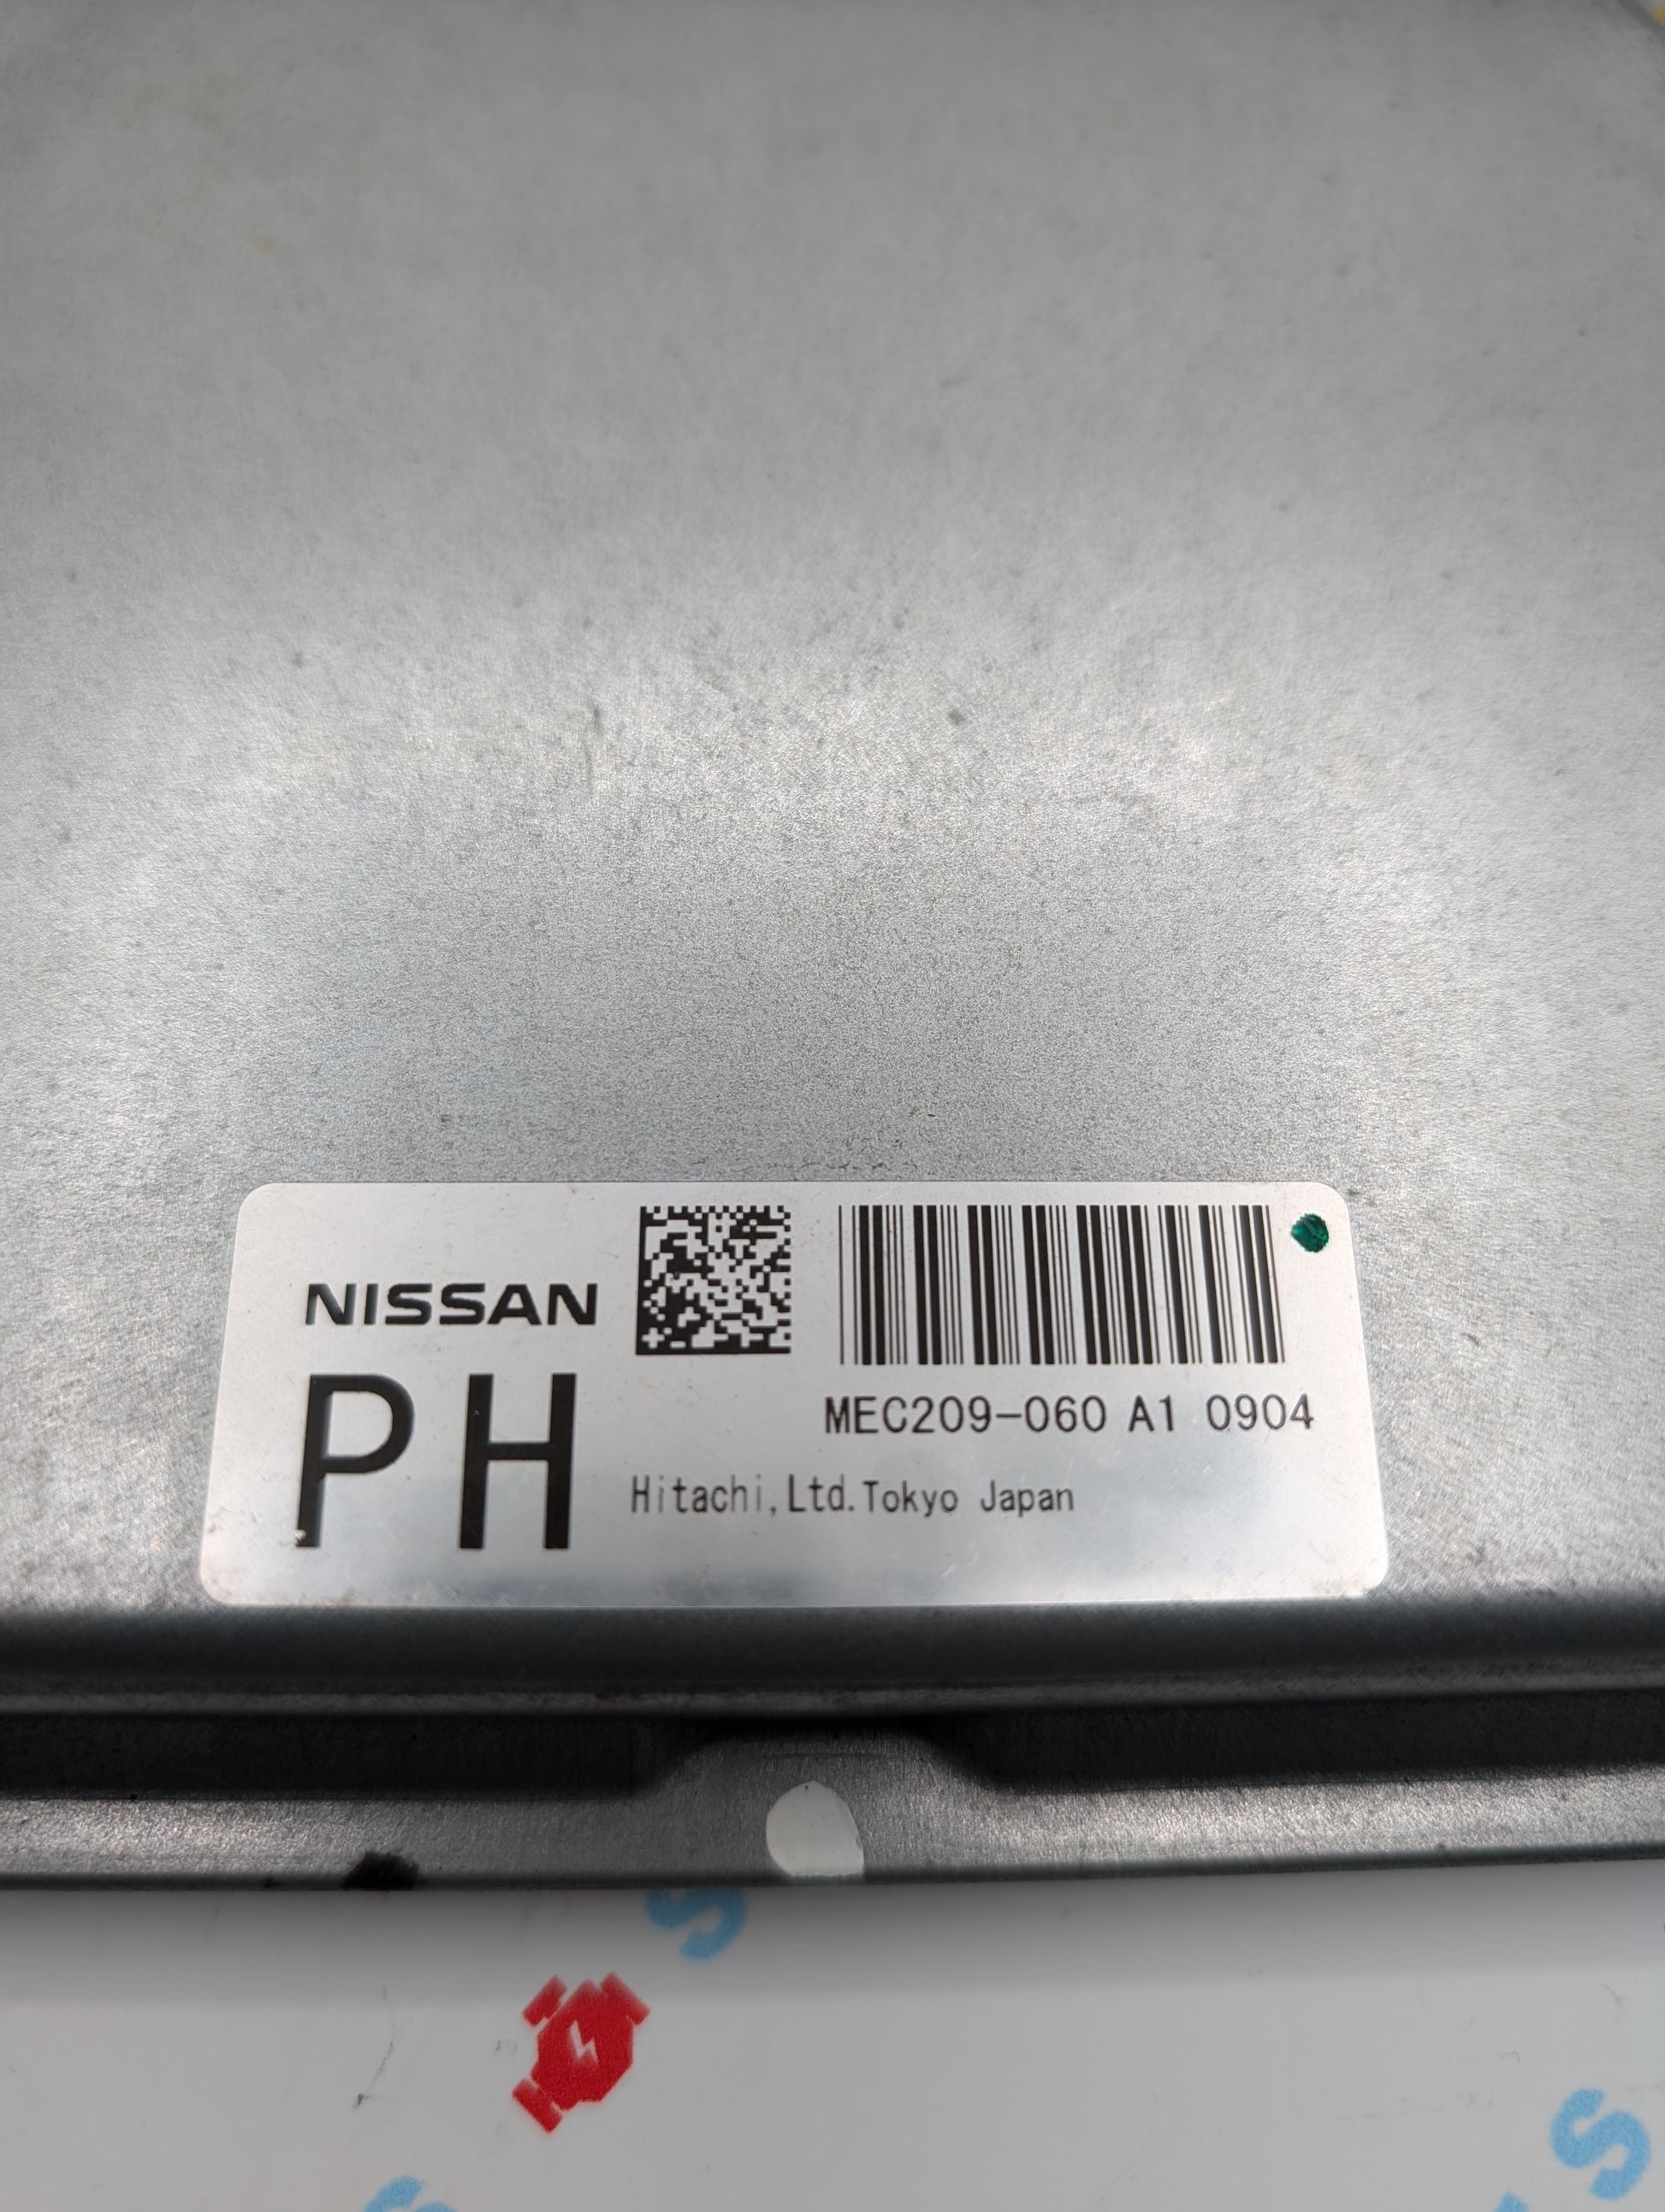 NISSAN
PH
MEC209-060 A1 0904
Hitachi,Ltd.Tokyo Japan
S
S
S